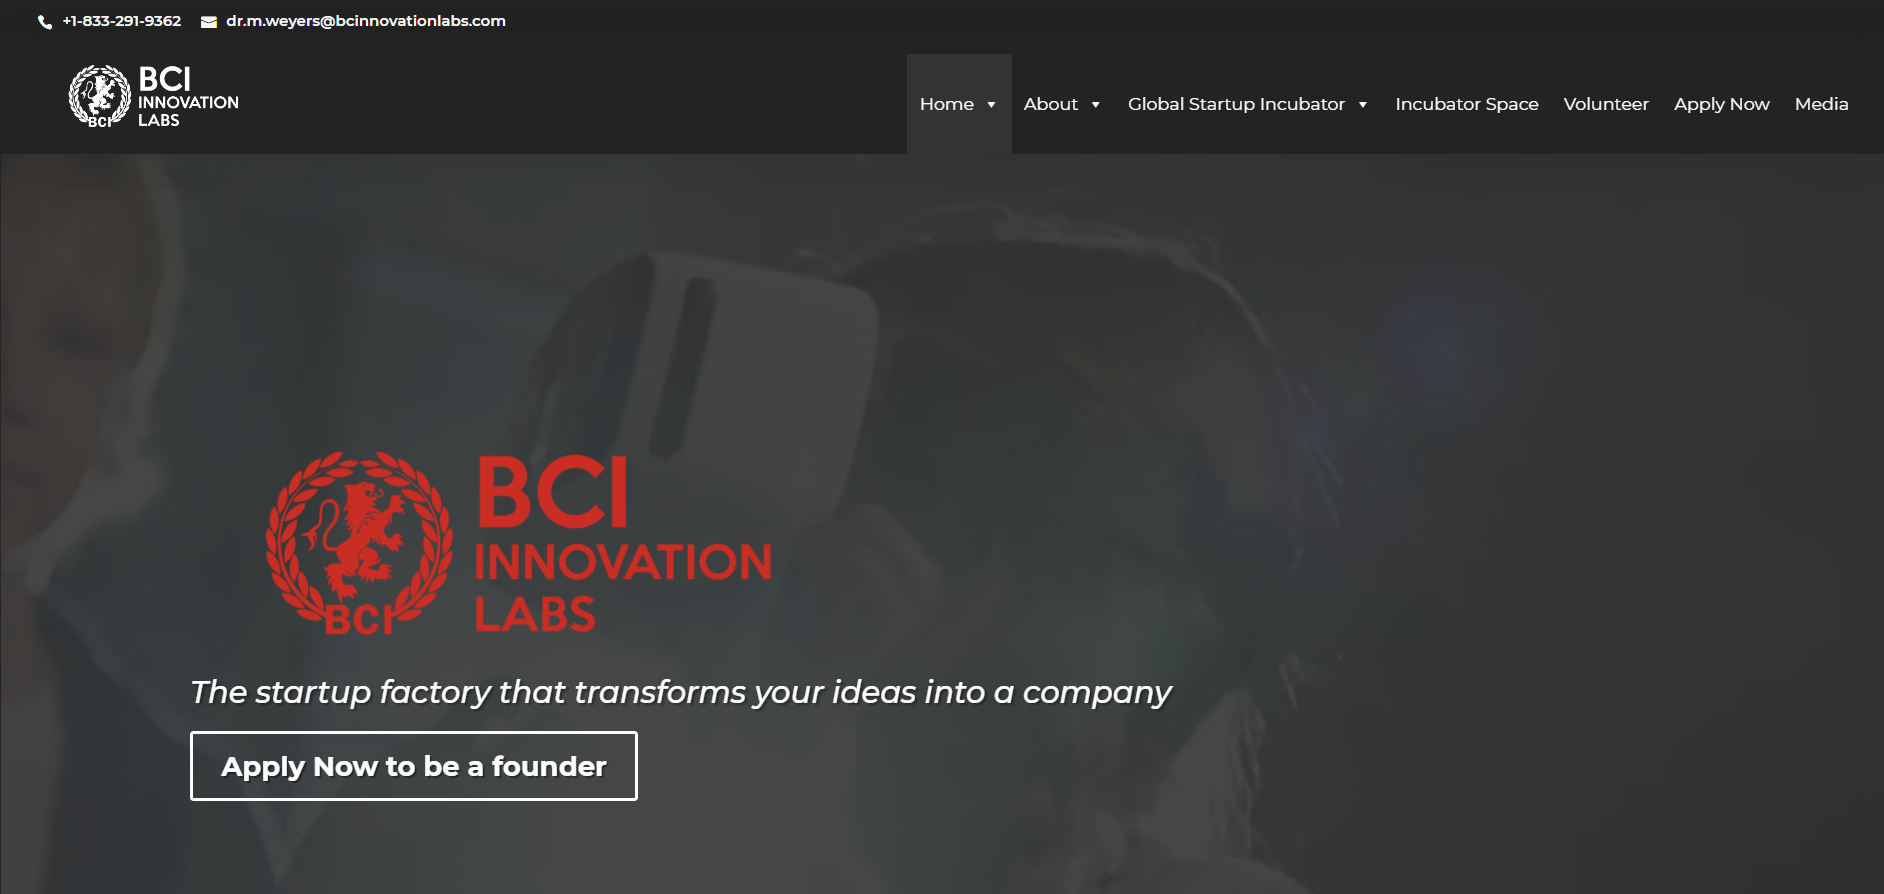 +1-833-291-9362 dr.m.weyers@bcinnovationlabs.com
BCI
INNOVATION
LABS
BCI
Home About Global Startup Incubator Incubator Space Volunteer Apply Now Media
BCI
INNOVATION
LABS
BCI
The startup factory that transforms your ideas into a company
Apply Now to be a founder